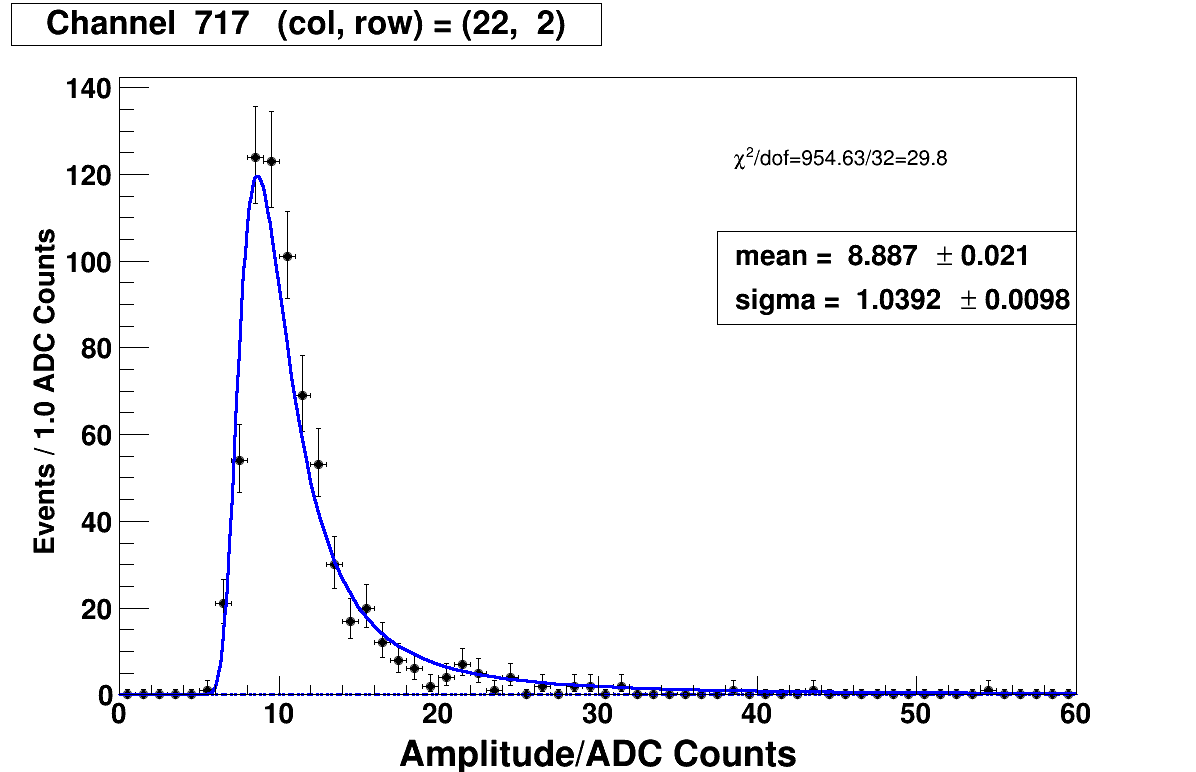 Channel 717 (col, row) = (22, 2)
140
120
100
80
60
40
20
0
Events / 1.0 ADC Counts
χ²/dof=954.63/32=29.8
mean = 8.887 ± 0.021
sigma = 1.0392 ± 0.0098
0 10 20 30 40 50 60
Amplitude/ADC Counts